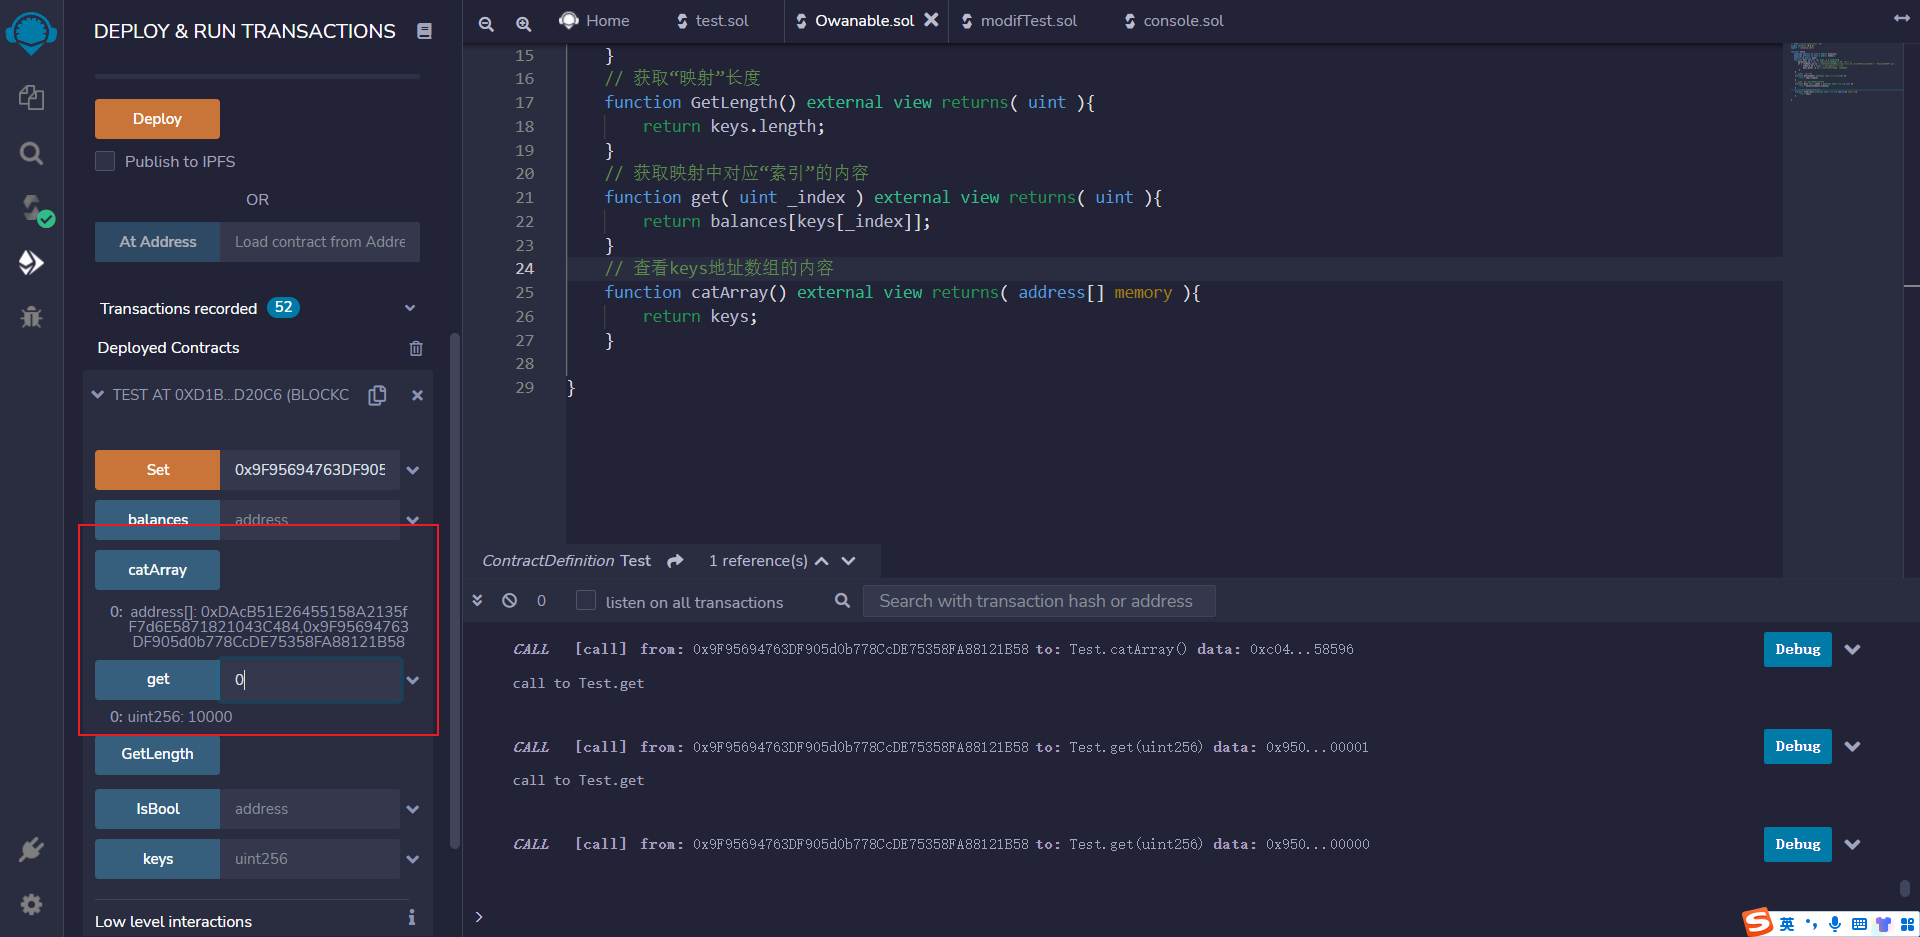 DEPLOY & RUN TRANSACTIONS
Deploy
Publish to IPFS
OR
At Address
Load contract from Addre
Transactions recorded 52
Deployed Contracts
TEST AT 0XD1B...D20C6 (BLOCKC
Set
0x9F95694763DF905
balances
address
catArray
0: address[]: 0xDAcB51E26455158A2135f
F7d6E5871821043C484,0x9F95694763
DF905d0b778CcDE75358FA88121B58
get
0
0: uint256: 10000
GetLength
IsBool
address
keys
uint256
Low level interactions
Home
test.sol
Owanable.sol
modifTest.sol
console.sol
15 }
16 // 获取“映射”长度
17 function GetLength() external view returns( uint ){
18 return keys.length;
19 }
20 // 获取映射中对应“索引”的内容
21 function get( uint _index ) external view returns( uint ){
22 return balances[keys[_index]];
23 }
24 // 查看keys地址数组的内容
25 function catArray() external view returns( address[] memory ){
26 return keys;
27 }
28
29 }
ContractDefinition Test 1 reference(s)
0
listen on all transactions
Search with transaction hash or address
CALL [call] from: 0x9F95694763DF905d0b778CcDE75358FA88121B58 to: Test.catArray() data: 0xc04...58596
Debug
call to Test.get
CALL [call] from: 0x9F95694763DF905d0b778CcDE75358FA88121B58 to: Test.get(uint256) data: 0x950...00001
Debug
call to Test.get
CALL [call] from: 0x9F95694763DF905d0b778CcDE75358FA88121B58 to: Test.get(uint256) data: 0x950...00000
Debug
>
S 英